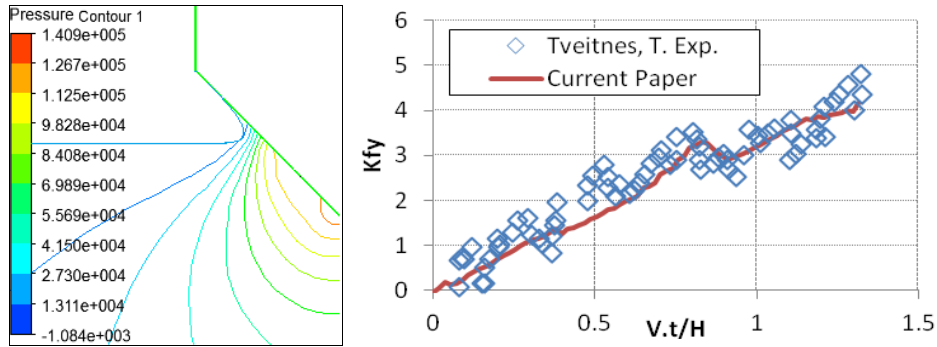 Pressure Contour 1
1.409e+005
1.267e+005
1.125e+005
9.828e+004
8.408e+004
6.989e+004
5.569e+004
4.150e+004
2.730e+004
1.311e+004
-1.084e+003
6
5
4
3
2
1
0
Kfy
Tveitnes, T. Exp.
Current Paper
0
0.5
1
1.5
V.t/H